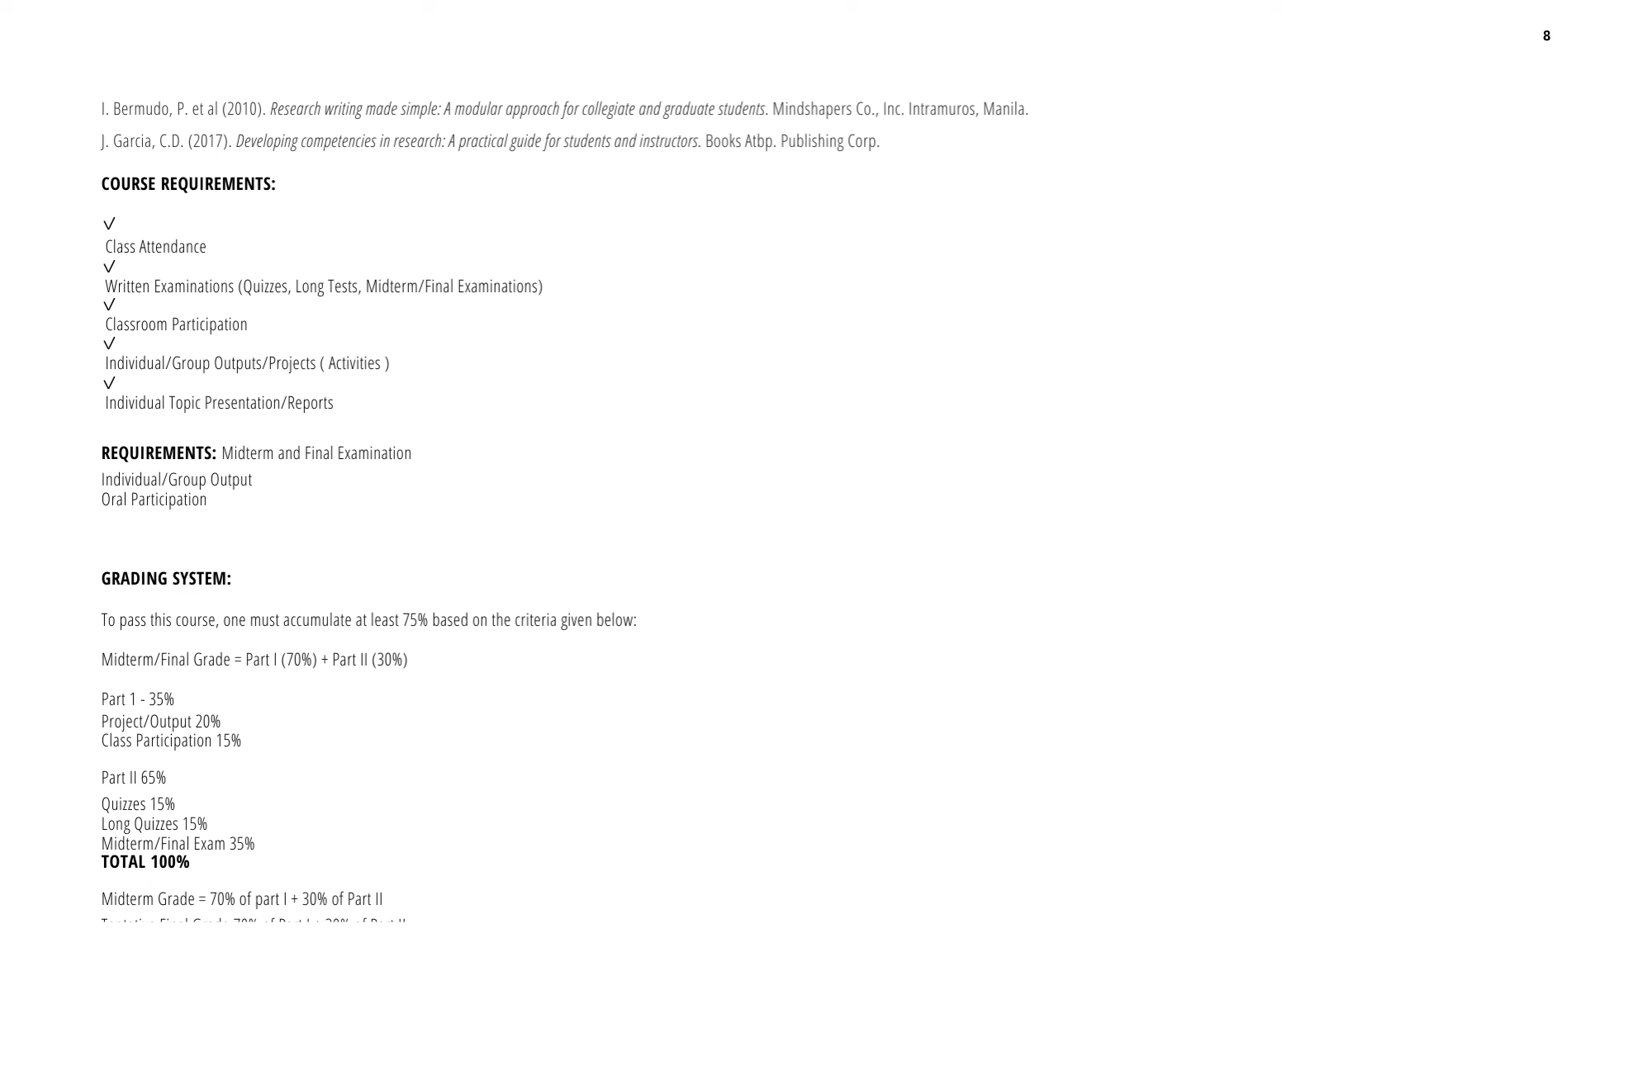 8
I. Bermudo, P. et al (2010). Research writing made simple: A modular approach for collegiate and graduate students. Mindshapers Co., Inc. Intramuros, Manila.
J. Garcia, C.D. (2017). Developing competencies in research: A practical guide for students and instructors. Books Atbp. Publishing Corp.
COURSE REQUIREMENTS:
✓
Class Attendance
✓
Written Examinations (Quizzes, Long Tests, Midterm/Final Examinations)
✓
Classroom Participation
✓
Individual/Group Outputs/Projects ( Activities )
✓
Individual Topic Presentation/Reports
REQUIREMENTS: Midterm and Final Examination
Individual/Group Output
Oral Participation
GRADING SYSTEM:
To pass this course, one must accumulate at least 75% based on the criteria given below:
Midterm/Final Grade = Part I (70%) + Part II (30%)
Part 1 - 35%
Project/Output 20%
Class Participation 15%
Part II 65%
Quizzes 15%
Long Quizzes 15%
Midterm/Final Exam 35%
TOTAL 100%
Midterm Grade = 70% of part I + 30% of Part II